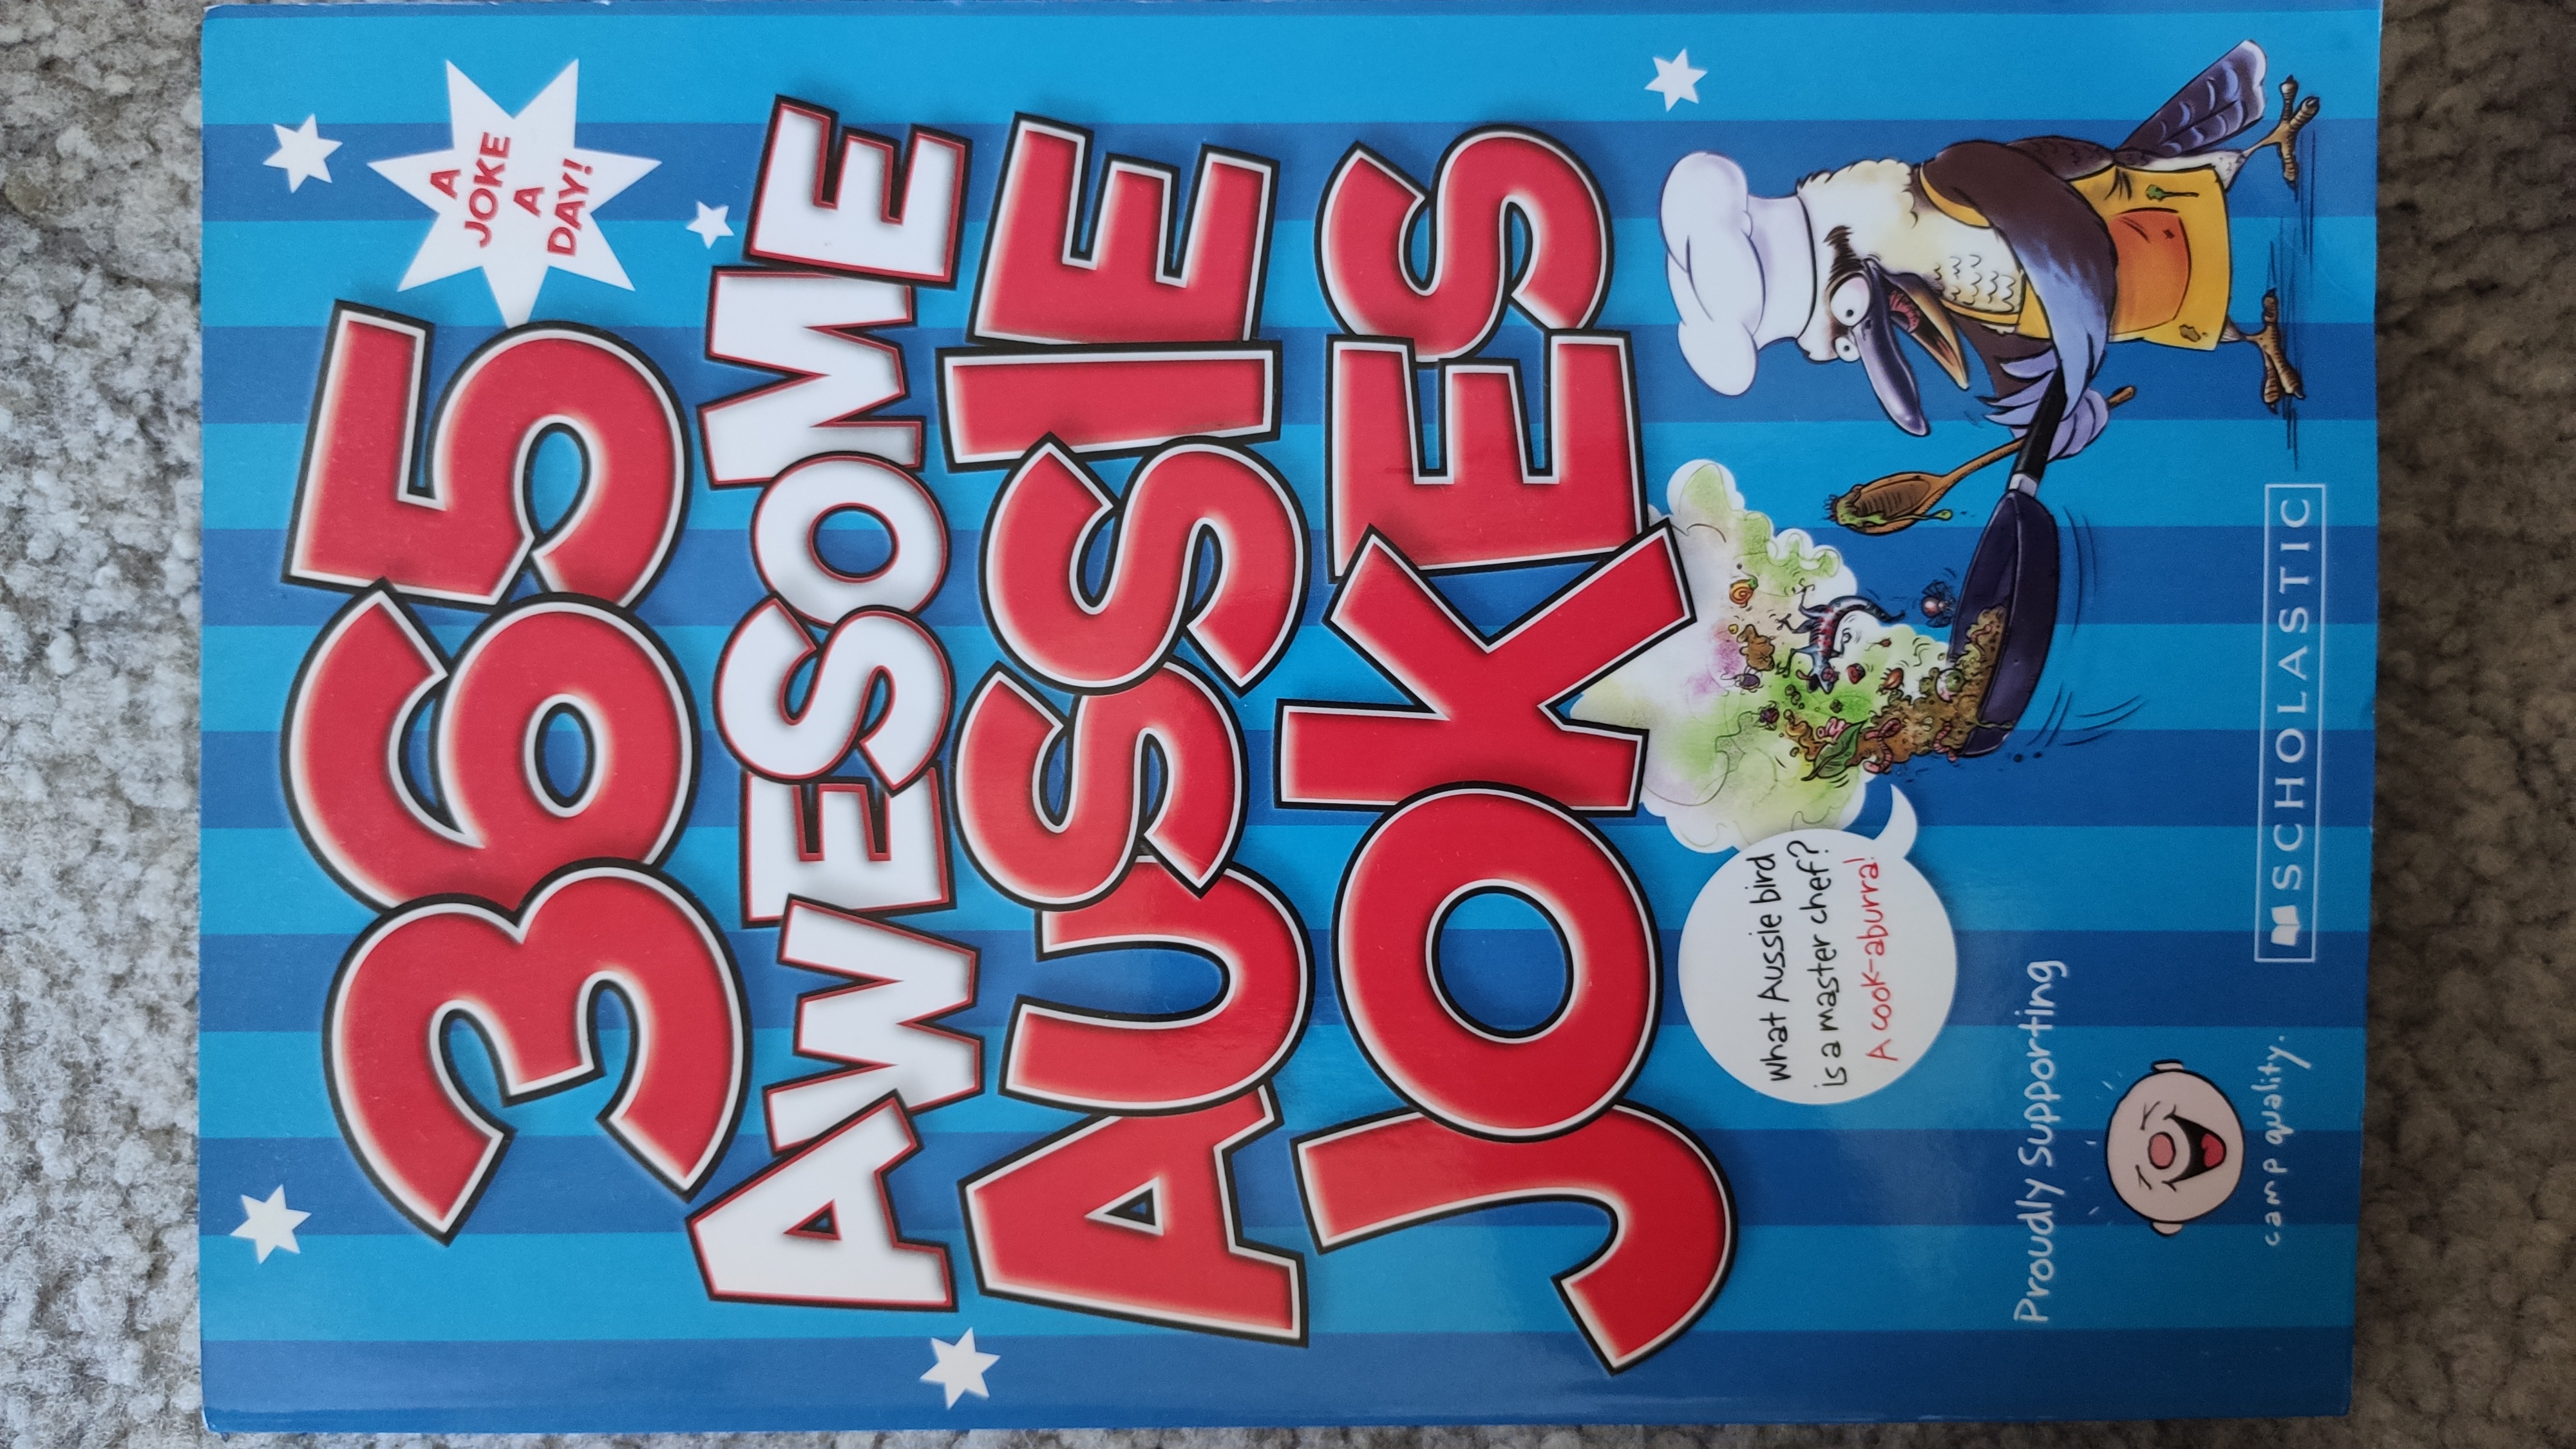 365
A
JOKE
A
DAY!
AWESOME
AUSSIE
JOKES
What Aussie bird
is a master chef?
A cook-aburra!
Proudly Supporting
camp quality.
SCHOLASTIC